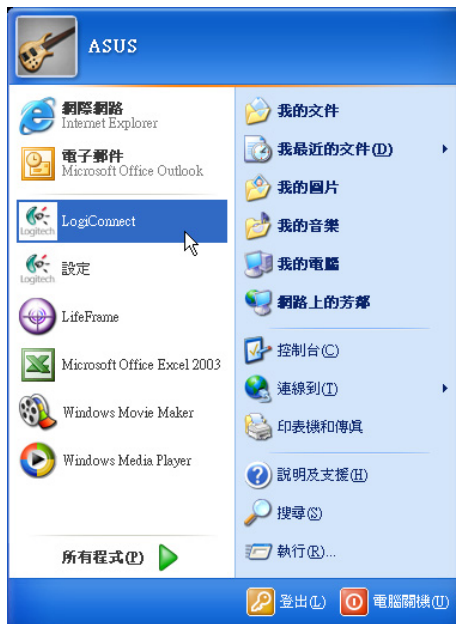 ASUS
網際網路
Internet Explorer
電子郵件
Microsoft Office Outlook
Logitech
LogiConnect
Logitech
設定
LifeFrame
Microsoft Office Excel 2003
Windows Movie Maker
Windows Media Player
所有程式(P)
我的文件
我最近的文件(D)
我的圖片
我的音樂
我的電腦
網路上的芳鄰
控制台(C)
連線到(T)
印表機和傳真
說明及支援(H)
搜尋(S)
執行(R)...
登出(L)
電腦關機(U)